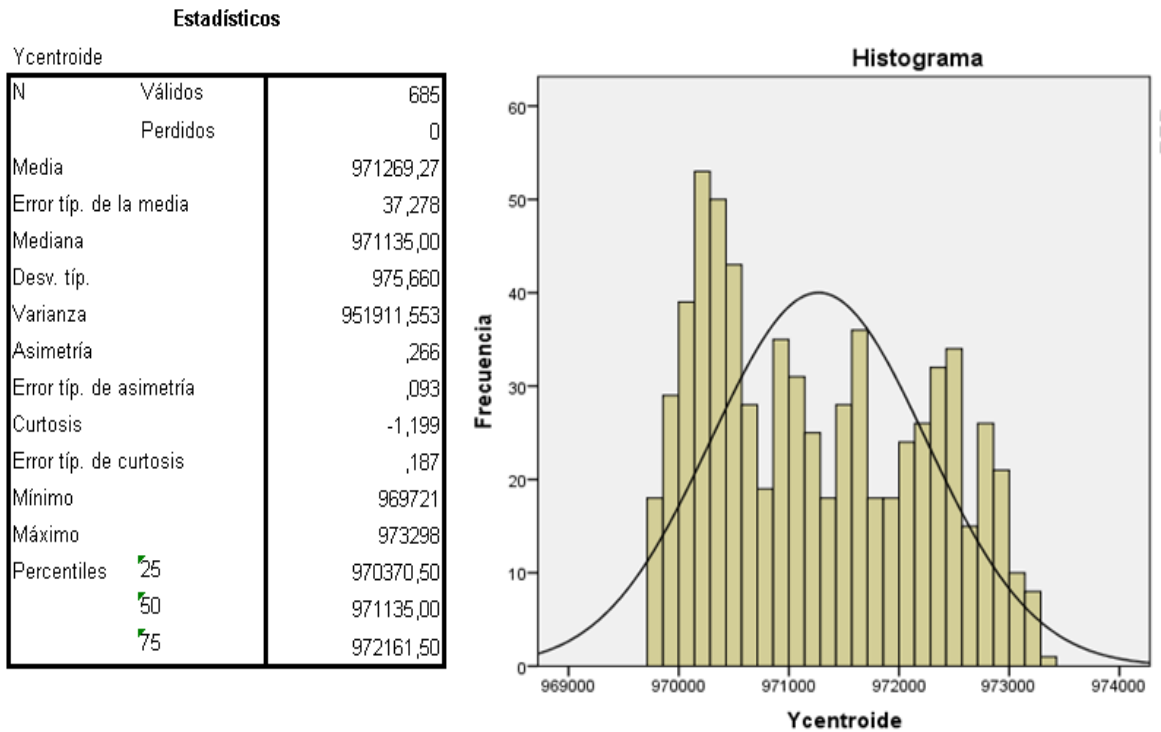 Estadísticos
Ycentroide
N Válidos 685
Perdidos 0
Media 971269,27
Error típ. de la media 37,278
Mediana 971135,00
Desv. típ. 975,660
Varianza 951911,553
Asimetría ,266
Error típ. de asimetría ,093
Curtosis -1,199
Error típ. de curtosis ,187
Mínimo 969721
Máximo 973298
Percentiles 25 970370,50
50 971135,00
75 972161,50
Histograma
Frecuencia
60
50
40
30
20
10
0
969000 970000 971000 972000 973000 974000
Ycentroide